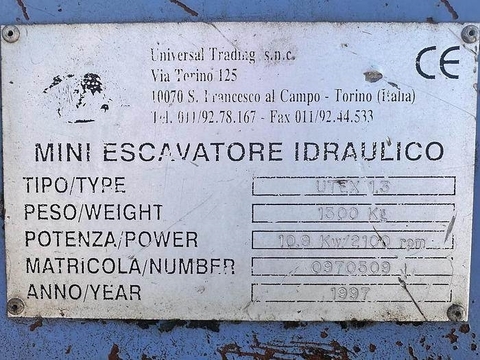 Universal Trading s.n.c.
Via Torino 125
10070 S. Francesco al Campo - Torino (Italia)
Tel. 011/92.78.167 - Fax 011/92.44.533
CE
MINI ESCAVATORE IDRAULICO
TIPO/TYPE UTEX 1.3
PESO/WEIGHT 1300 Kg
POTENZA/POWER 10.9 Kw/2100 rpm
MATRICOLA/NUMBER 0970509
ANNO/YEAR 1997